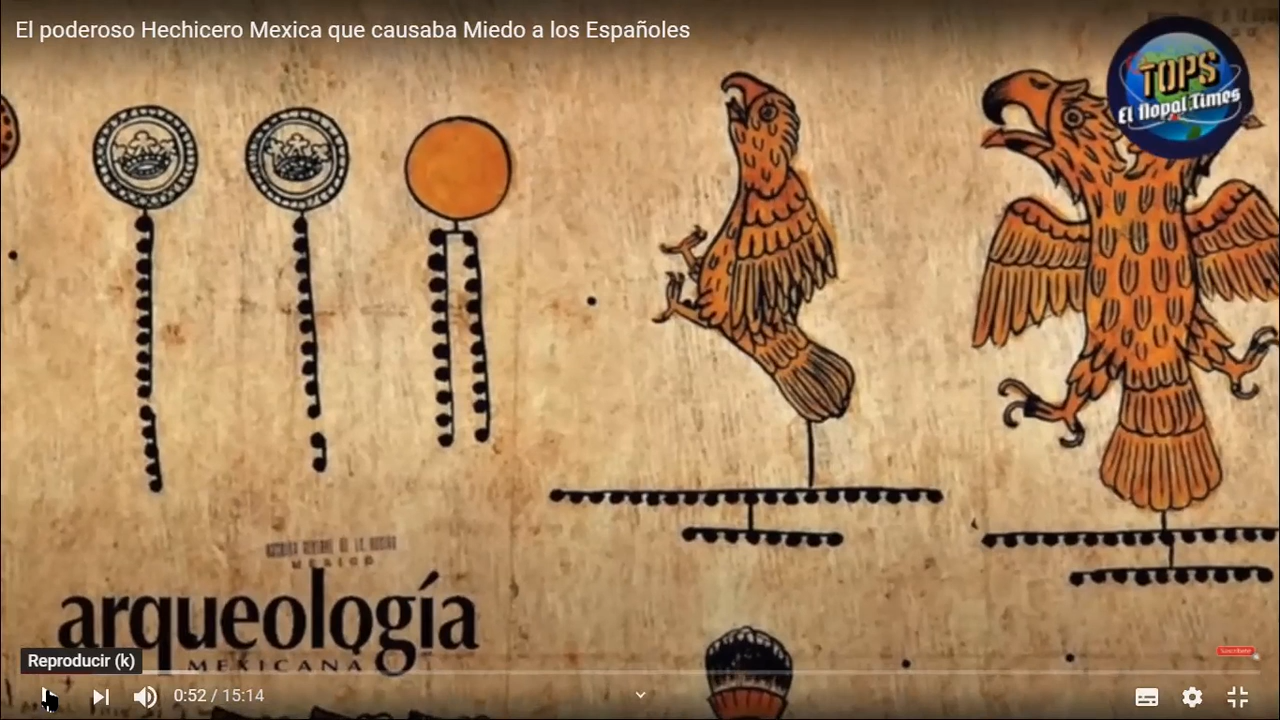 El poderoso Hechicero Mexica que causaba Miedo a los Españoles
TOPS
El Nopal Times
MEXICO
arqueología
MEXICANA
Reproducir (k)
0:52 / 15:14